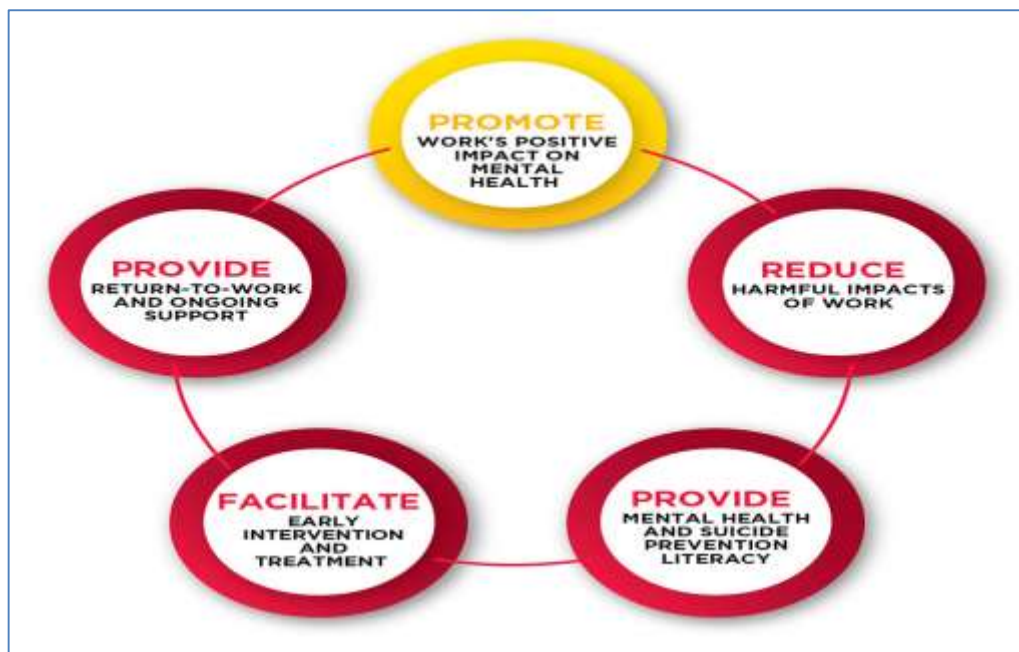 PROMOTE
WORK'S POSITIVE
IMPACT ON
MENTAL
HEALTH
REDUCE
HARMFUL IMPACTS
OF WORK
PROVIDE
MENTAL HEALTH
AND SUICIDE
PREVENTION
LITERACY
FACILITATE
EARLY
INTERVENTION
AND
TREATMENT
PROVIDE
RETURN-TO-WORK
AND ONGOING
SUPPORT